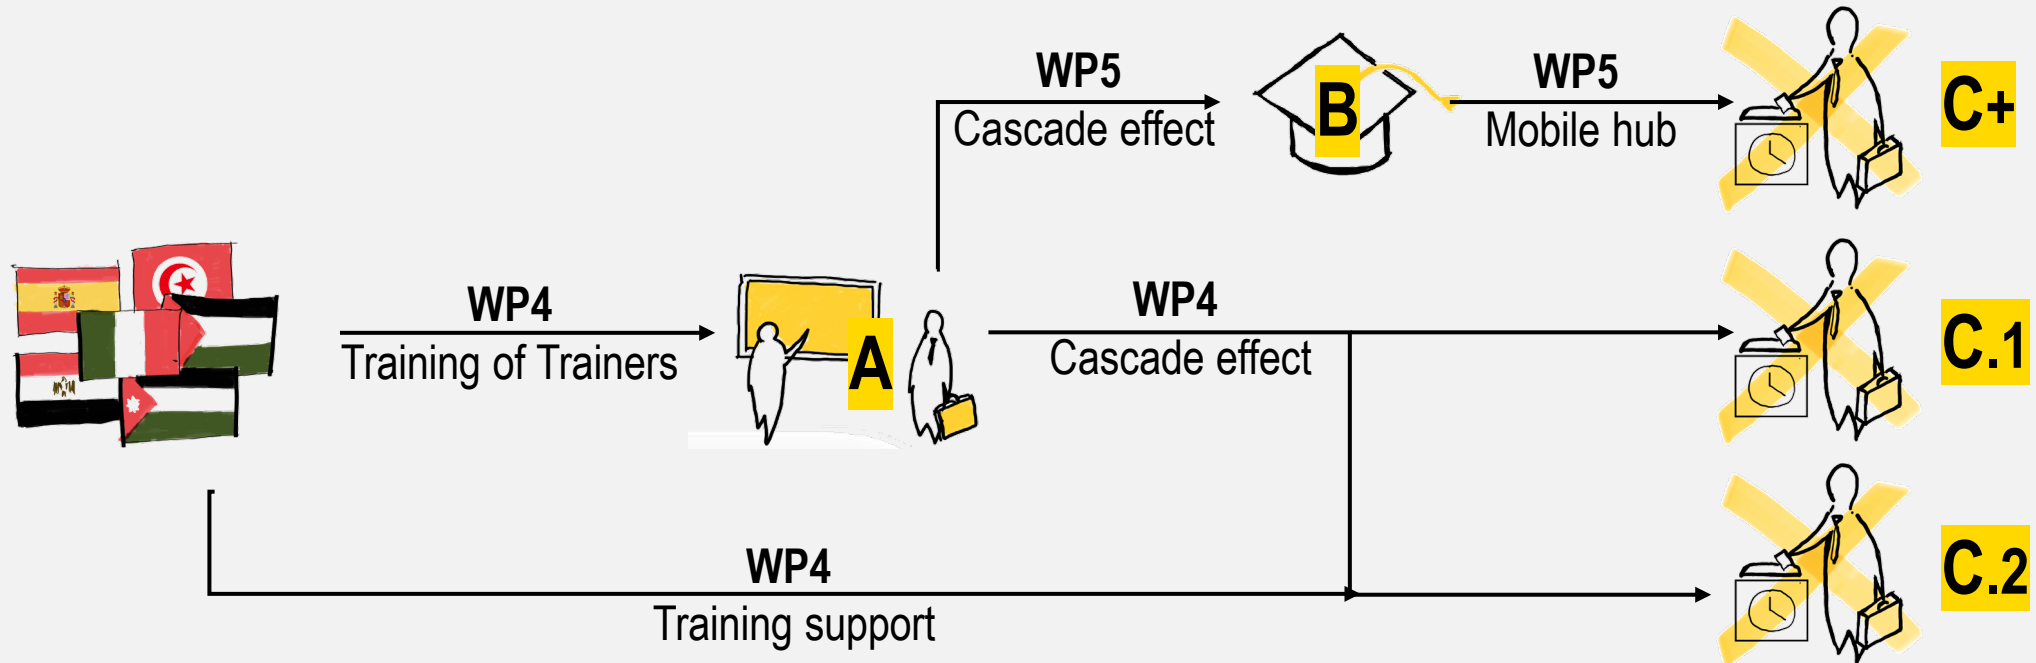 WP5
Cascade effect
B
WP5
Mobile hub
C+
WP4
Training of Trainers
A
WP4
Cascade effect
C.1
WP4
Training support
C.2